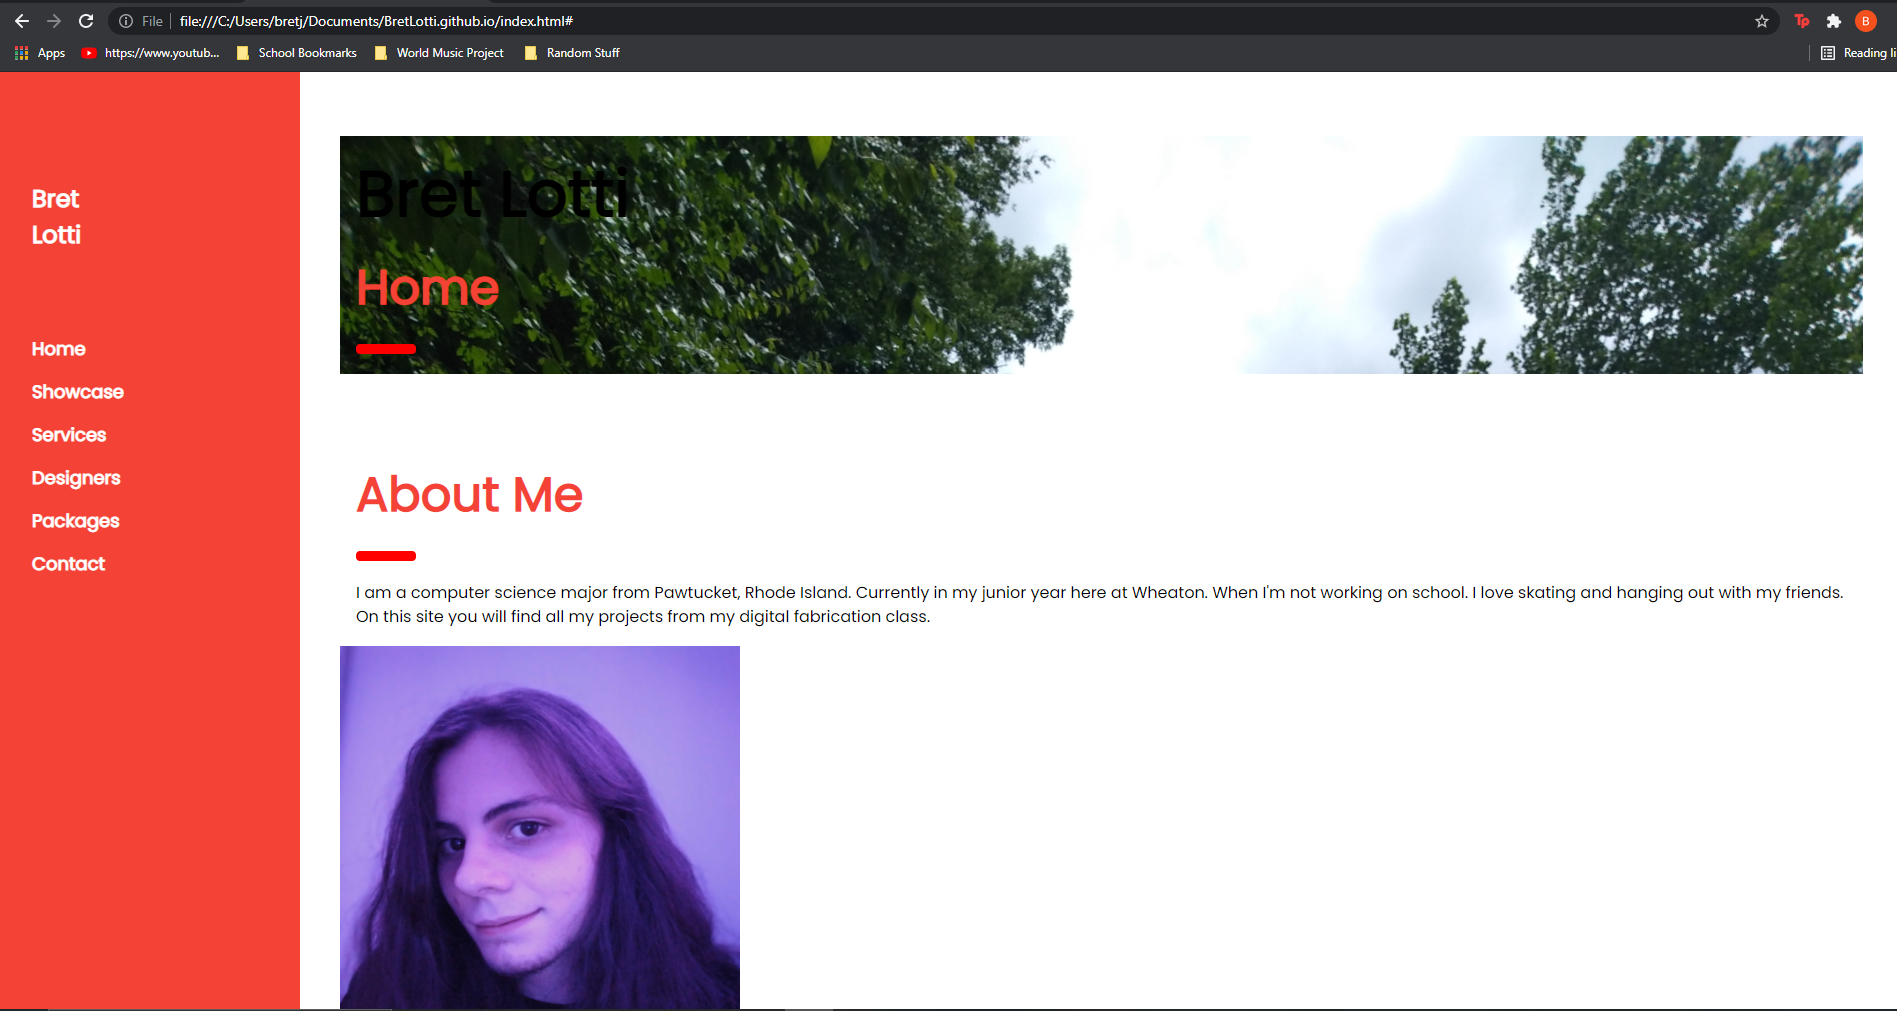 File file:///C:/Users/bretj/Documents/BretLotti.github.io/index.html# Tp B
Apps https://www.youtub... School Bookmarks World Music Project Random Stuff Reading li
Bret
Lotti
Home
Showcase
Services
Designers
Packages
Contact
Bret Lotti
Home
About Me
I am a computer science major from Pawtucket, Rhode Island. Currently in my junior year here at Wheaton. When I'm not working on school. I love skating and hanging out with my friends.
On this site you will find all my projects from my digital fabrication class.